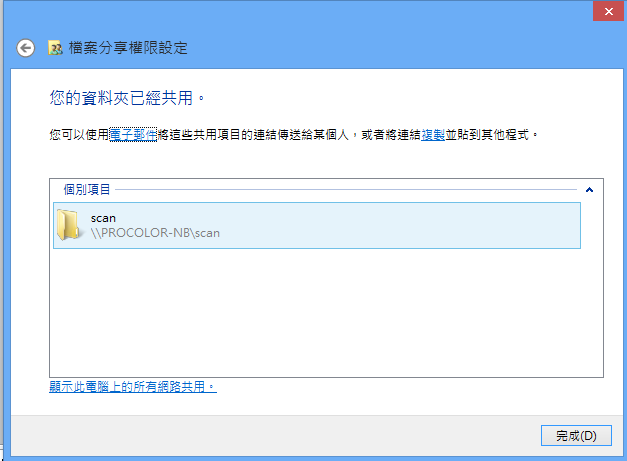 檔案分享權限設定
您的資料夾已經共用。
您可以使用電子郵件將這些共用項目的連結傳送給某個人，或者將連結複製並貼到其他程式。
個別項目
scan
\\PROCOLOR-NB\scan
顯示此電腦上的所有網路共用。
完成(D)